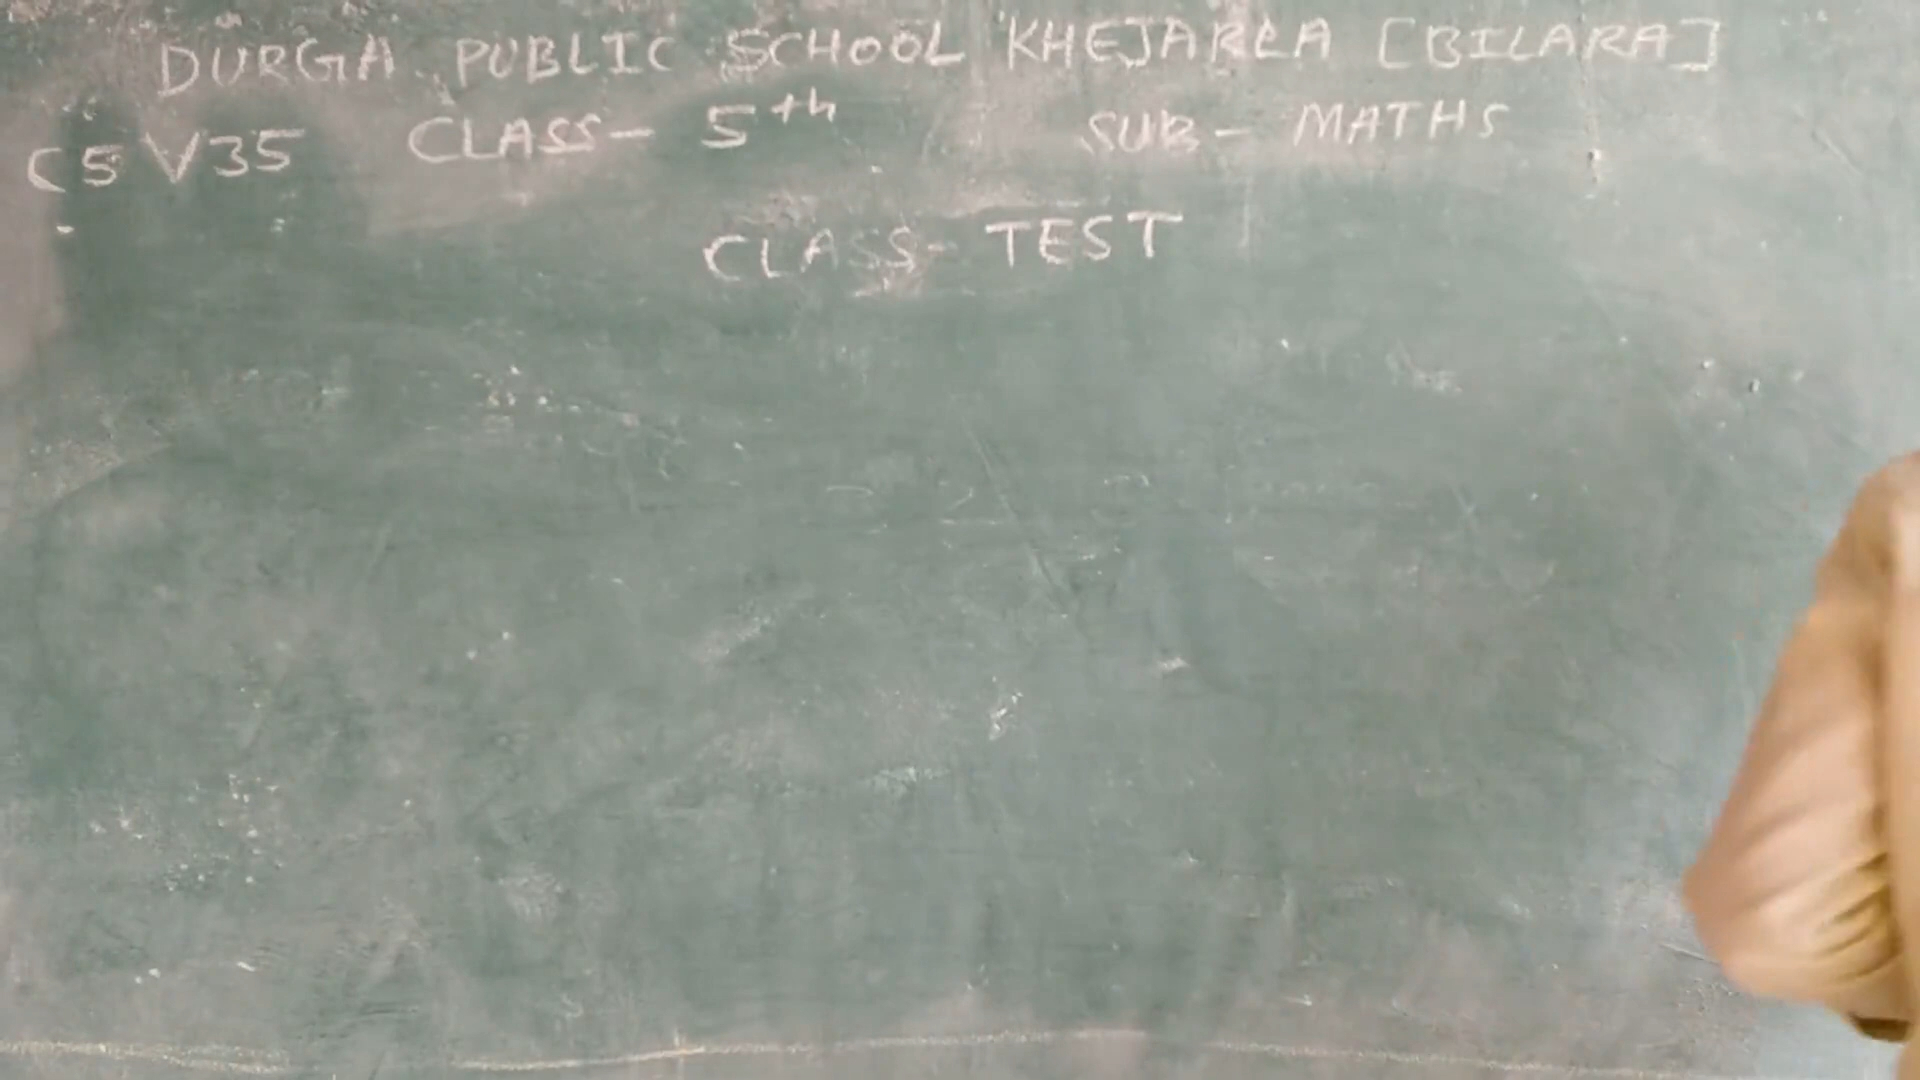 DURGA PUBLIC SCHOOL KHEJARLA [BILARA]
C5 V35 CLASS- 5th SUB- MATHS
CLASS- TEST